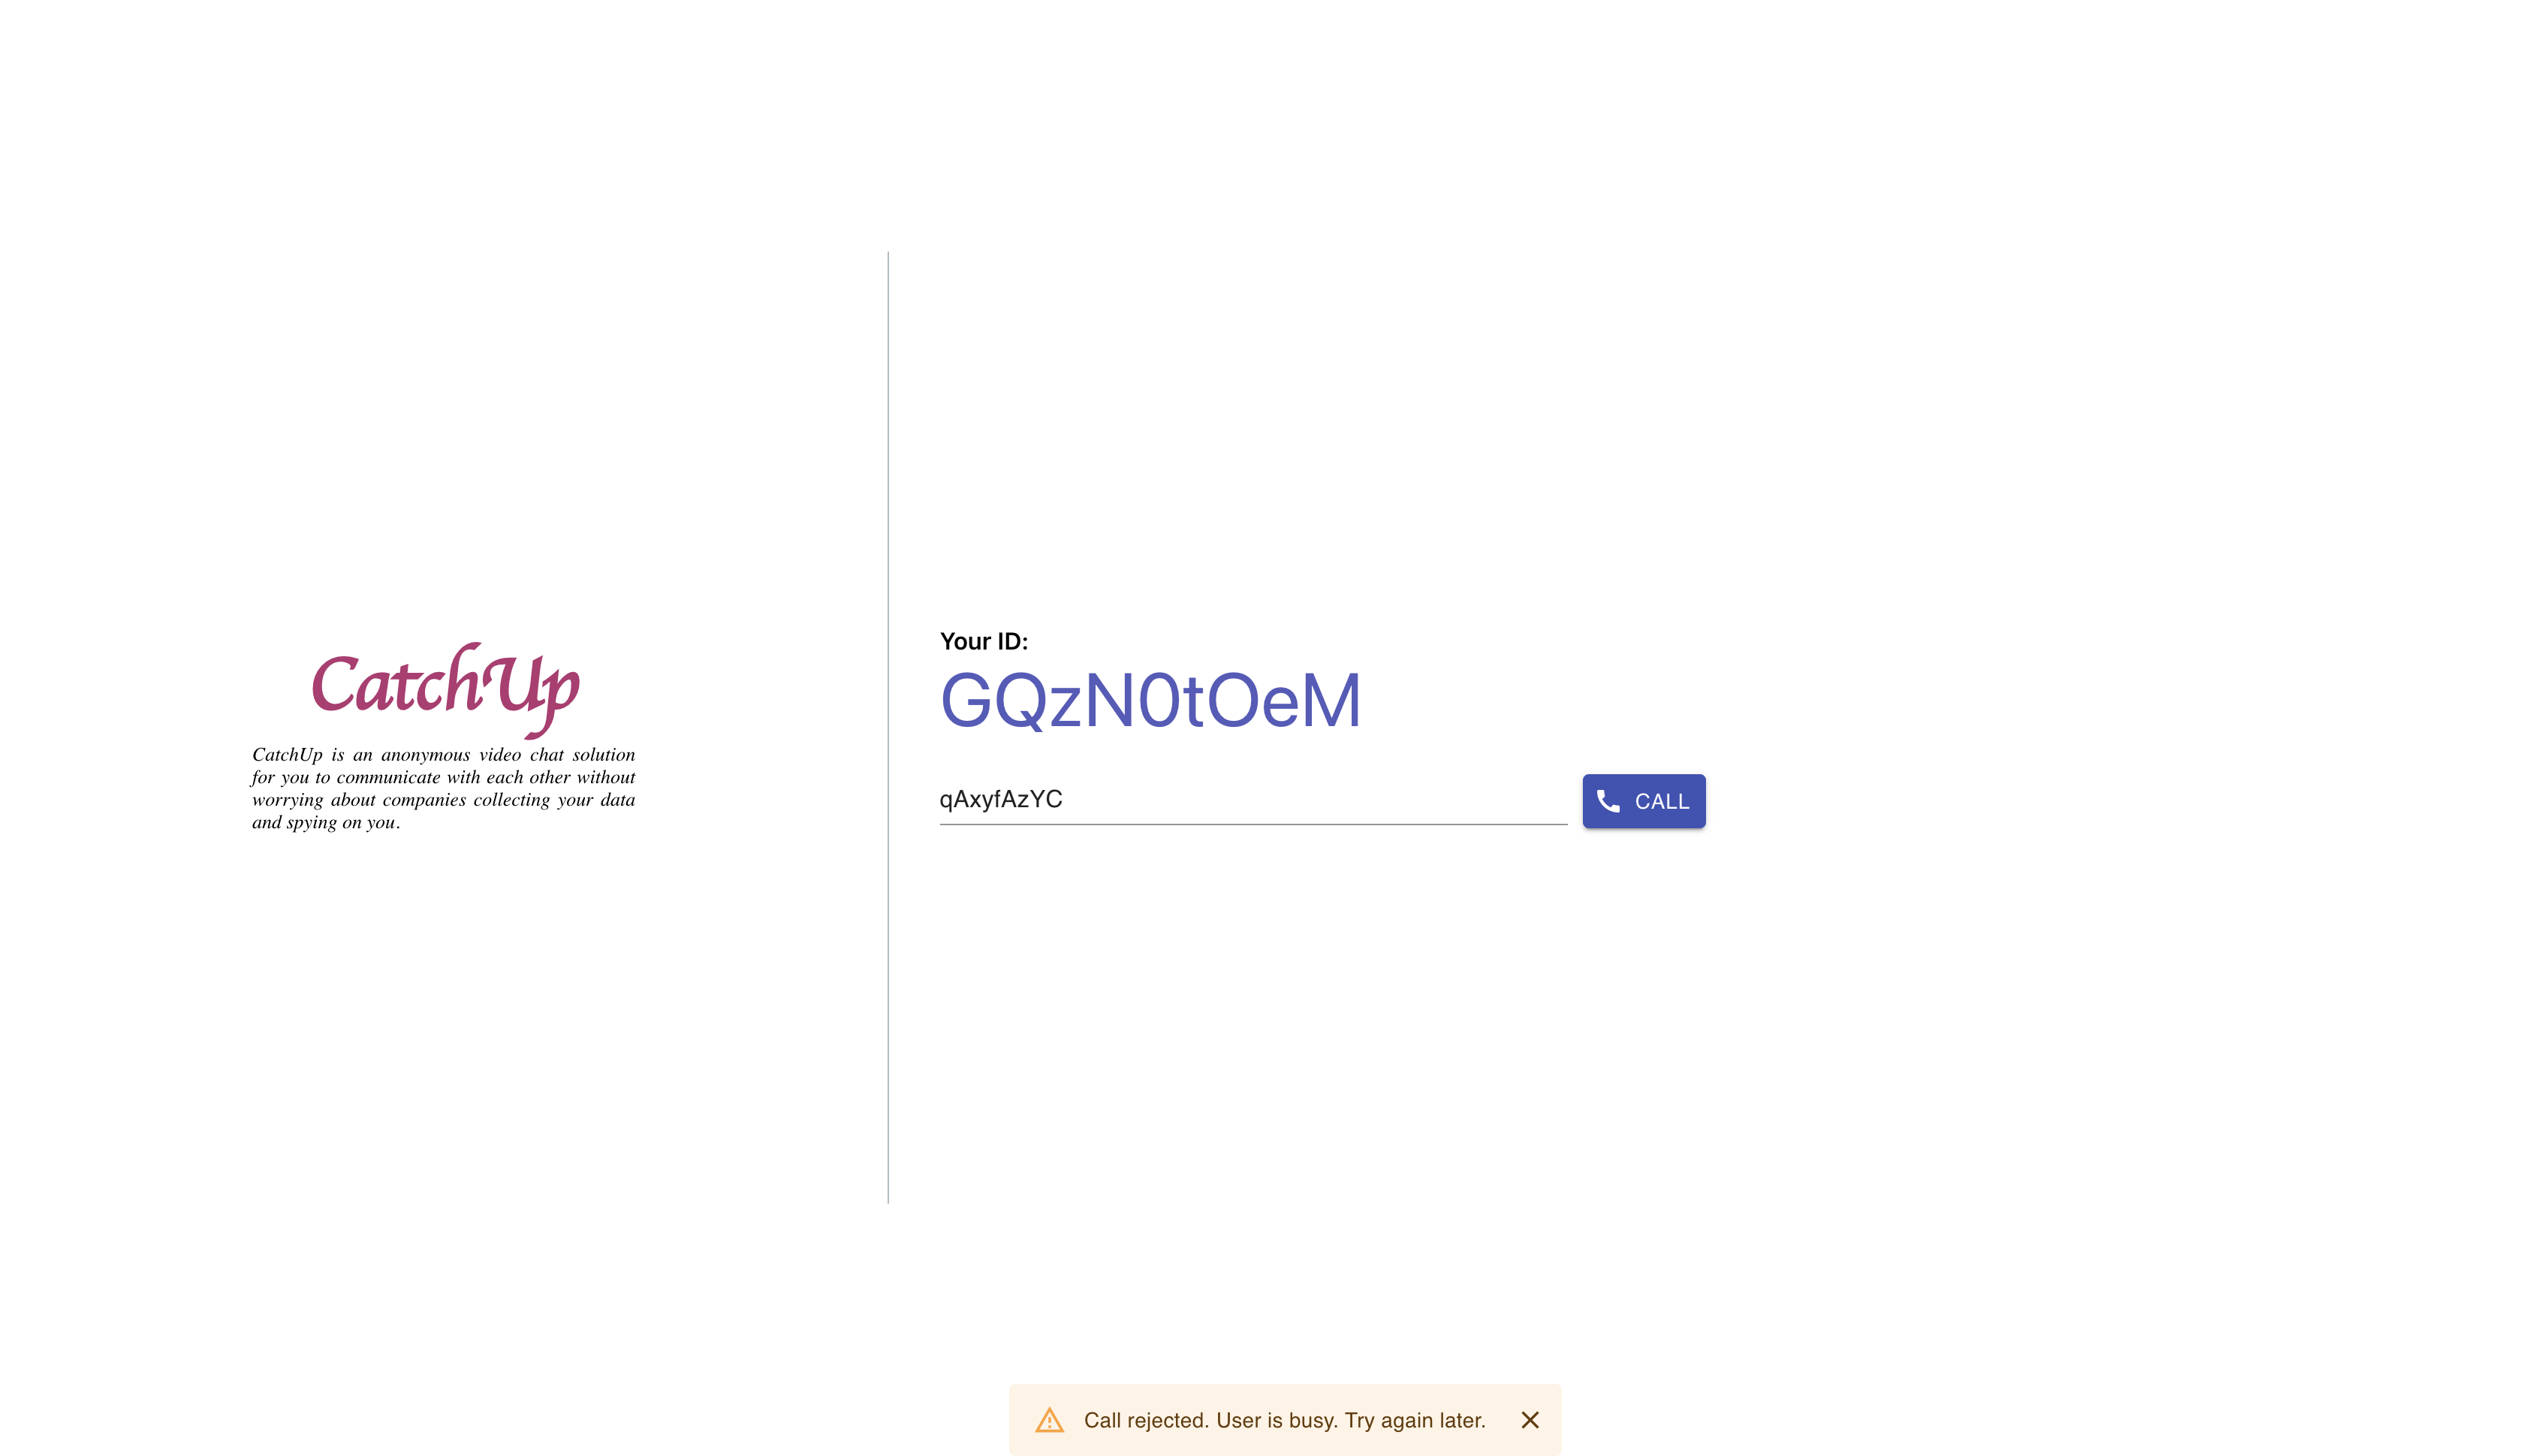 CatchUp
CatchUp is an anonymous video chat solution
for you to communicate with each other without
worrying about companies collecting your data
and spying on you.
Your ID:
GQzN0tOeM
qAxyfAzYC
CALL
Call rejected. User is busy. Try again later.